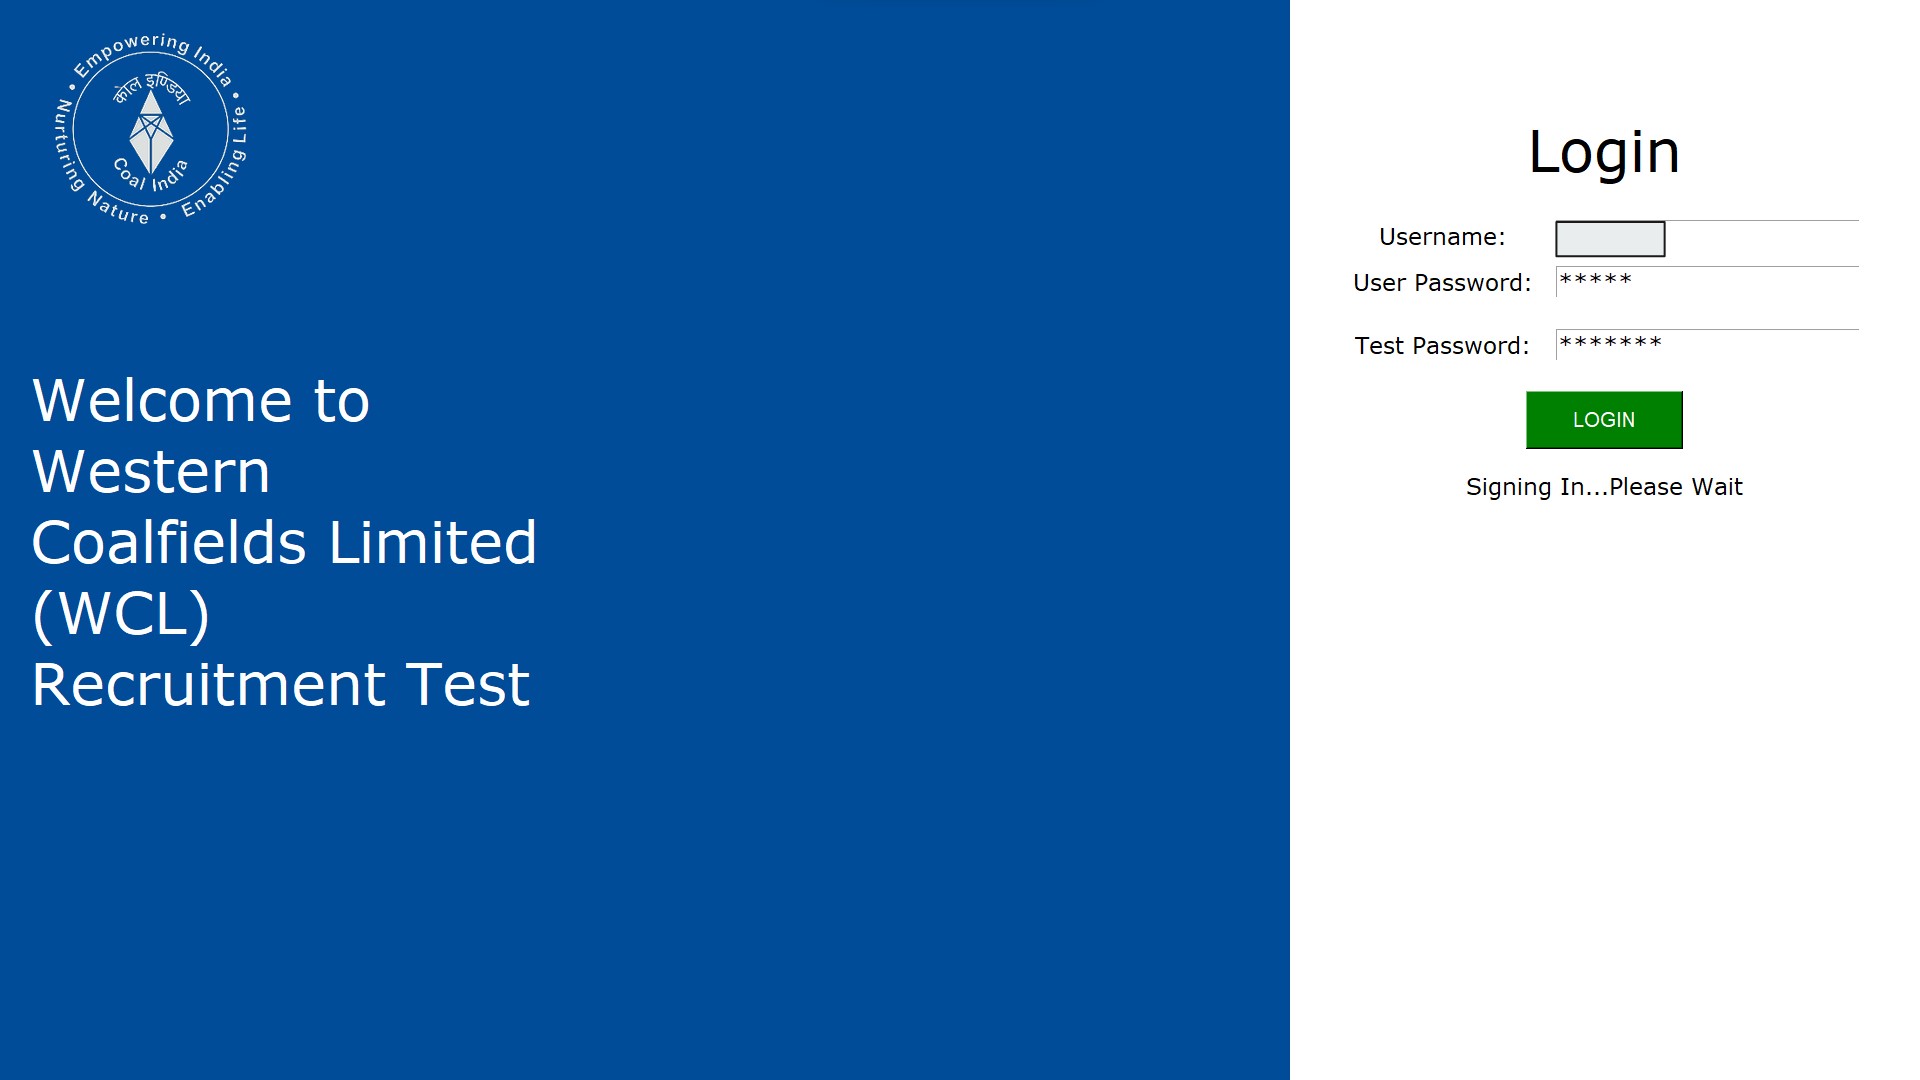 • Empowering India • Enabling Life • Nurturing Nature
कोल इण्डिया
Coal India
Welcome to
Western
Coalfields Limited
(WCL)
Recruitment Test
Login
Username:
User Password: *****
Test Password: *******
LOGIN
Signing In...Please Wait